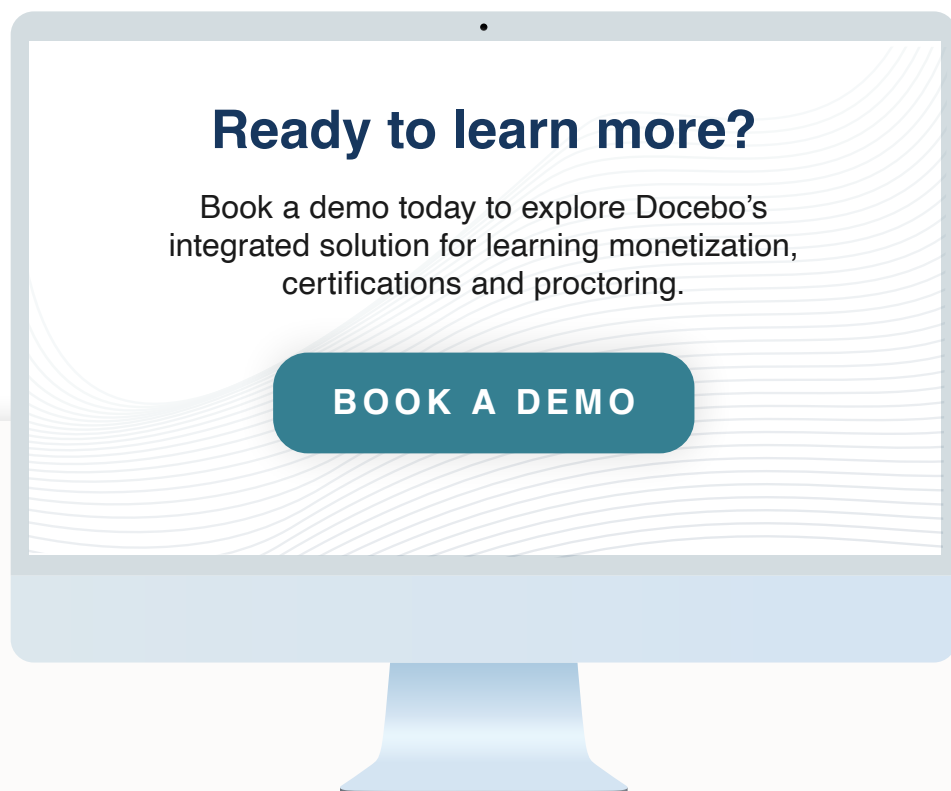 Ready to learn more?
Book a demo today to explore Docebo’s
integrated solution for learning monetization,
certifications and proctoring.
BOOK A DEMO